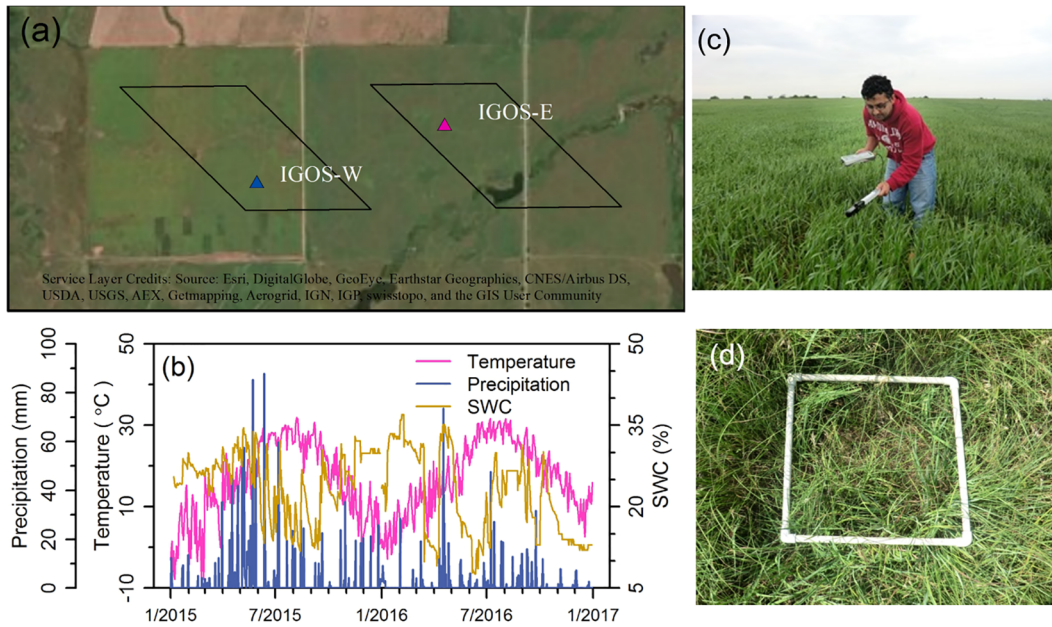 (a)
IGOS-E
IGOS-W
Service Layer Credits: Source: Esri, DigitalGlobe, GeoEye, Earthstar Geographics, CNES/Airbus DS,
USDA, USGS, AEX, Getmapping, Aerogrid, IGN, IGP, swisstopo, and the GIS User Community
(c)
(b)
Temperature
Precipitation
SWC
Precipitation (mm)
100
80
60
40
20
0
Temperature ( °C)
50
30
10
-10
SWC (%)
50
35
20
5
1/2015
7/2015
1/2016
7/2016
1/2017
(d)